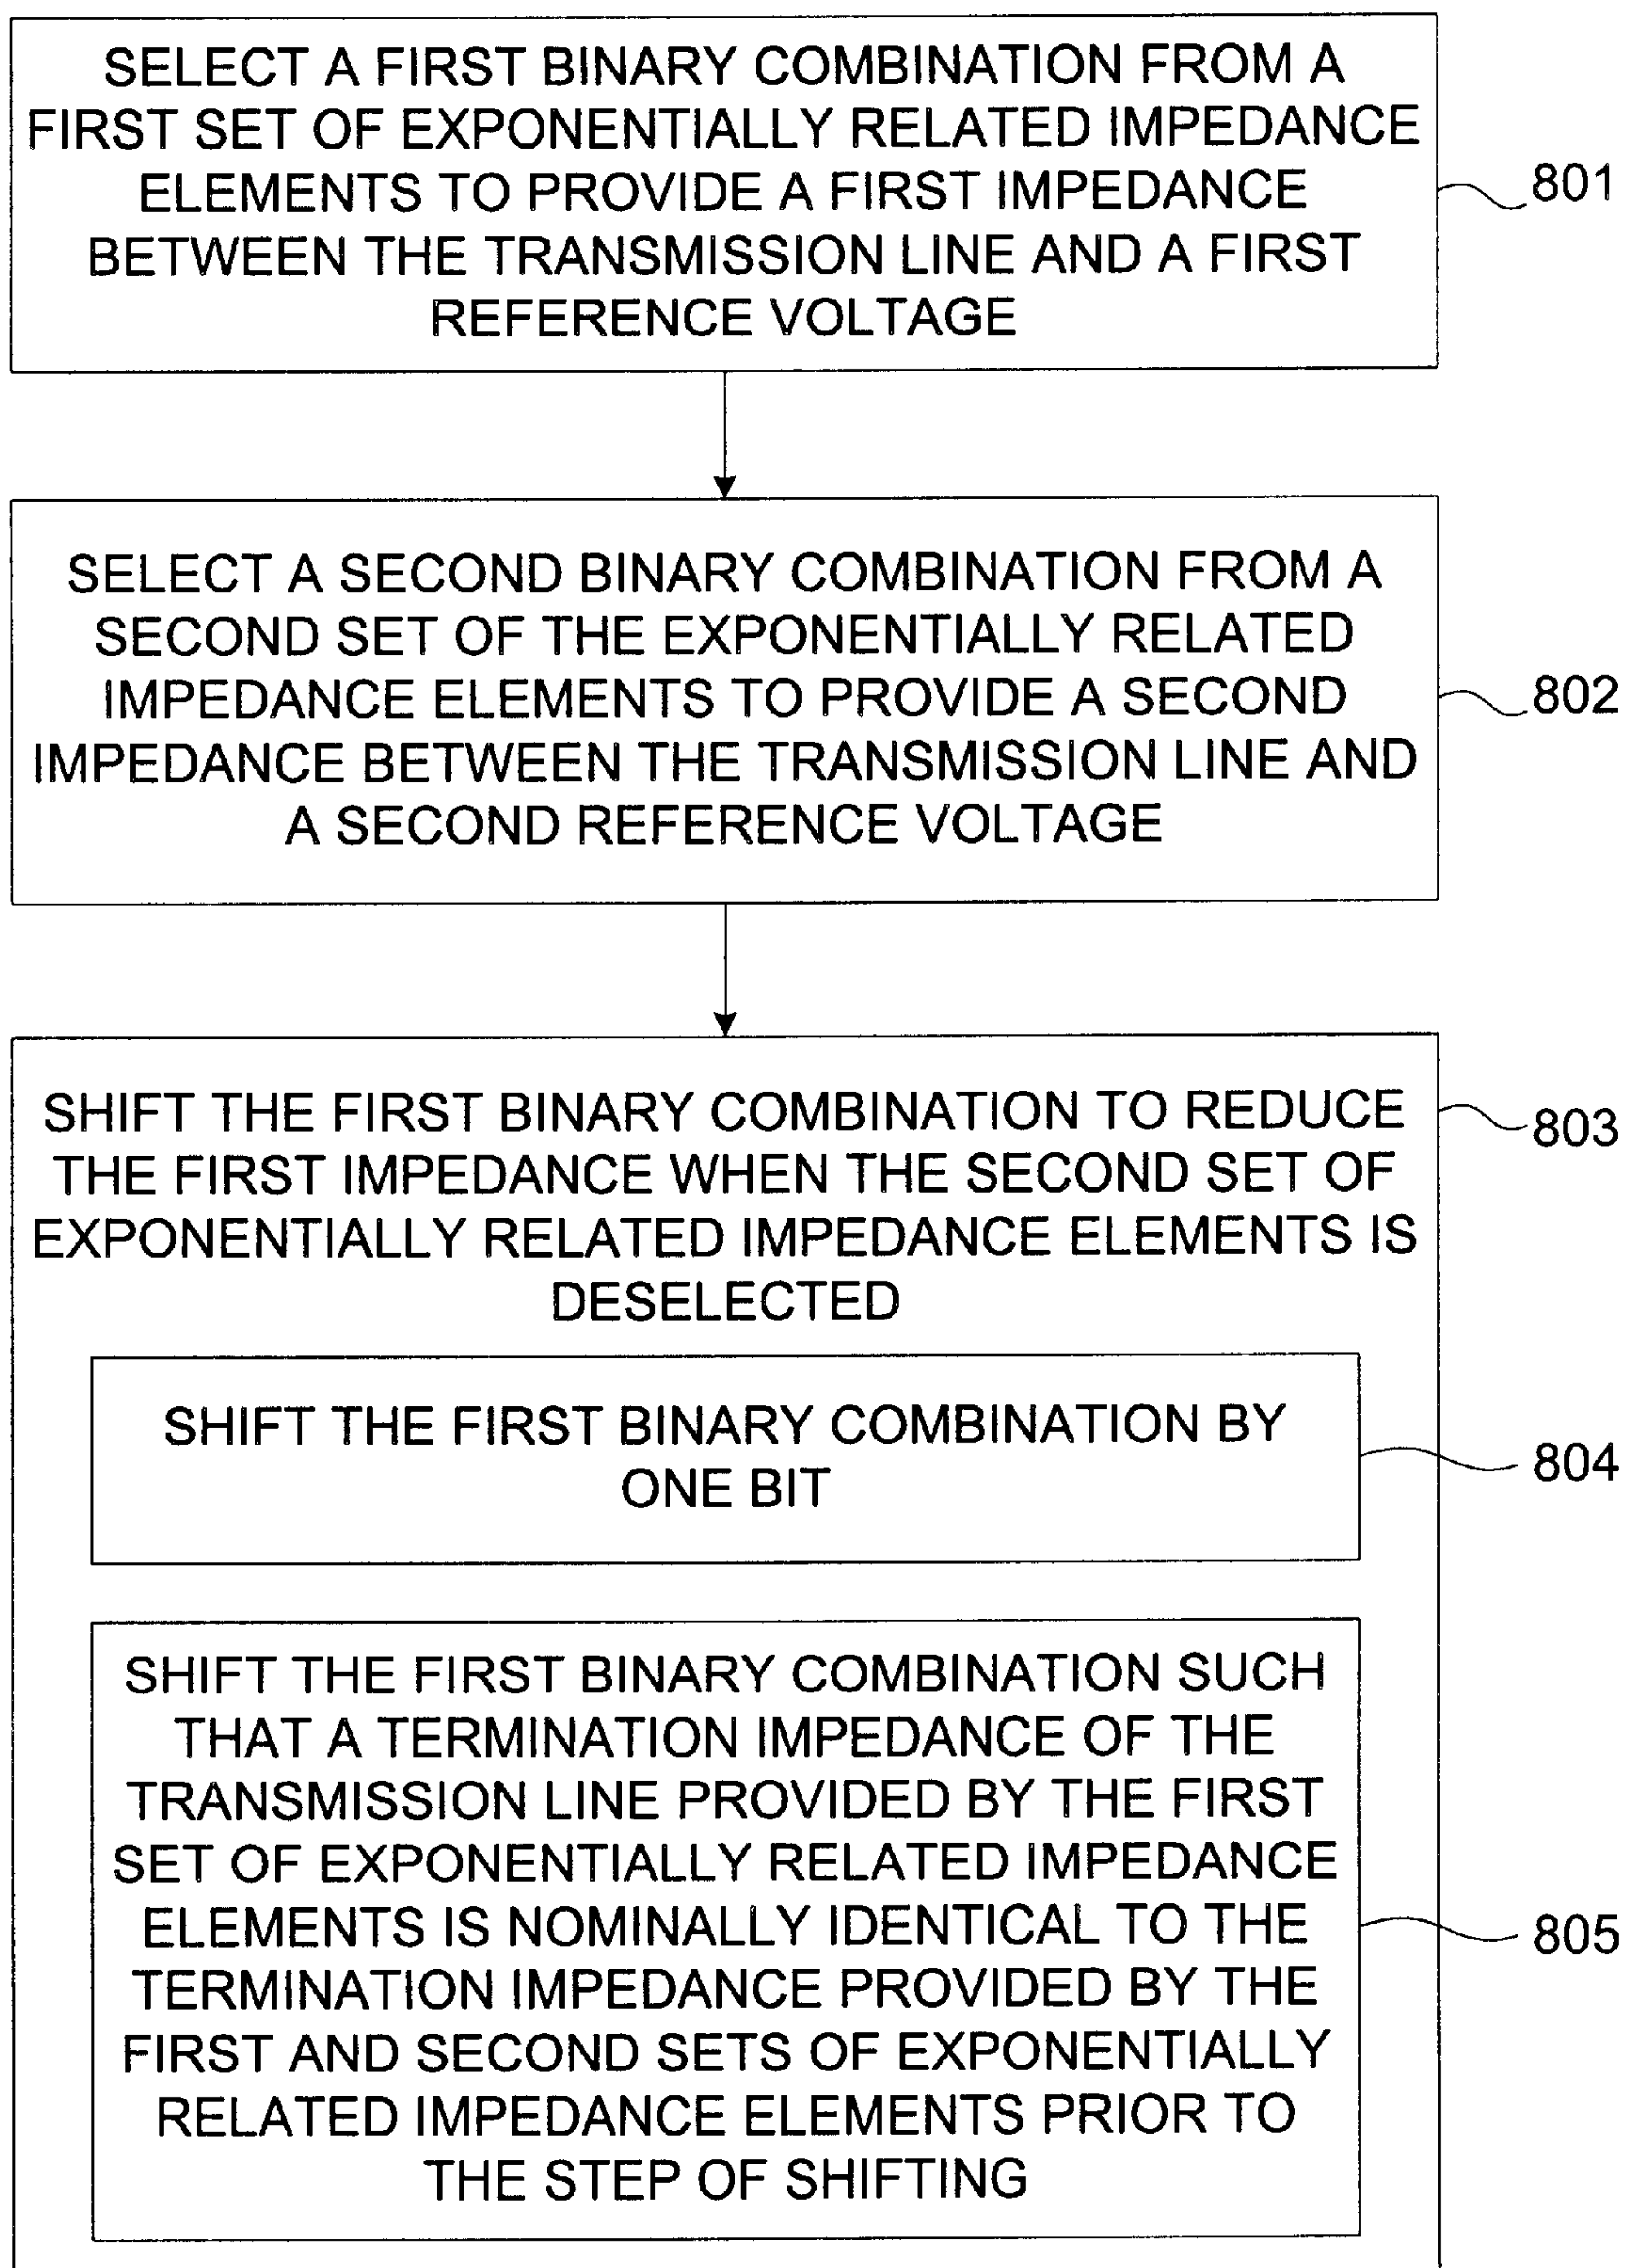 SELECT A FIRST BINARY COMBINATION FROM A
FIRST SET OF EXPONENTIALLY RELATED IMPEDANCE
ELEMENTS TO PROVIDE A FIRST IMPEDANCE
BETWEEN THE TRANSMISSION LINE AND A FIRST
REFERENCE VOLTAGE
801
SELECT A SECOND BINARY COMBINATION FROM A
SECOND SET OF THE EXPONENTIALLY RELATED
IMPEDANCE ELEMENTS TO PROVIDE A SECOND
IMPEDANCE BETWEEN THE TRANSMISSION LINE AND
A SECOND REFERENCE VOLTAGE
802
SHIFT THE FIRST BINARY COMBINATION TO REDUCE
THE FIRST IMPEDANCE WHEN THE SECOND SET OF
EXPONENTIALLY RELATED IMPEDANCE ELEMENTS IS
DESELECTED
803
SHIFT THE FIRST BINARY COMBINATION BY
ONE BIT
804
SHIFT THE FIRST BINARY COMBINATION SUCH
THAT A TERMINATION IMPEDANCE OF THE
TRANSMISSION LINE PROVIDED BY THE FIRST
SET OF EXPONENTIALLY RELATED IMPEDANCE
ELEMENTS IS NOMINALLY IDENTICAL TO THE
TERMINATION IMPEDANCE PROVIDED BY THE
FIRST AND SECOND SETS OF EXPONENTIALLY
RELATED IMPEDANCE ELEMENTS PRIOR TO
THE STEP OF SHIFTING
805